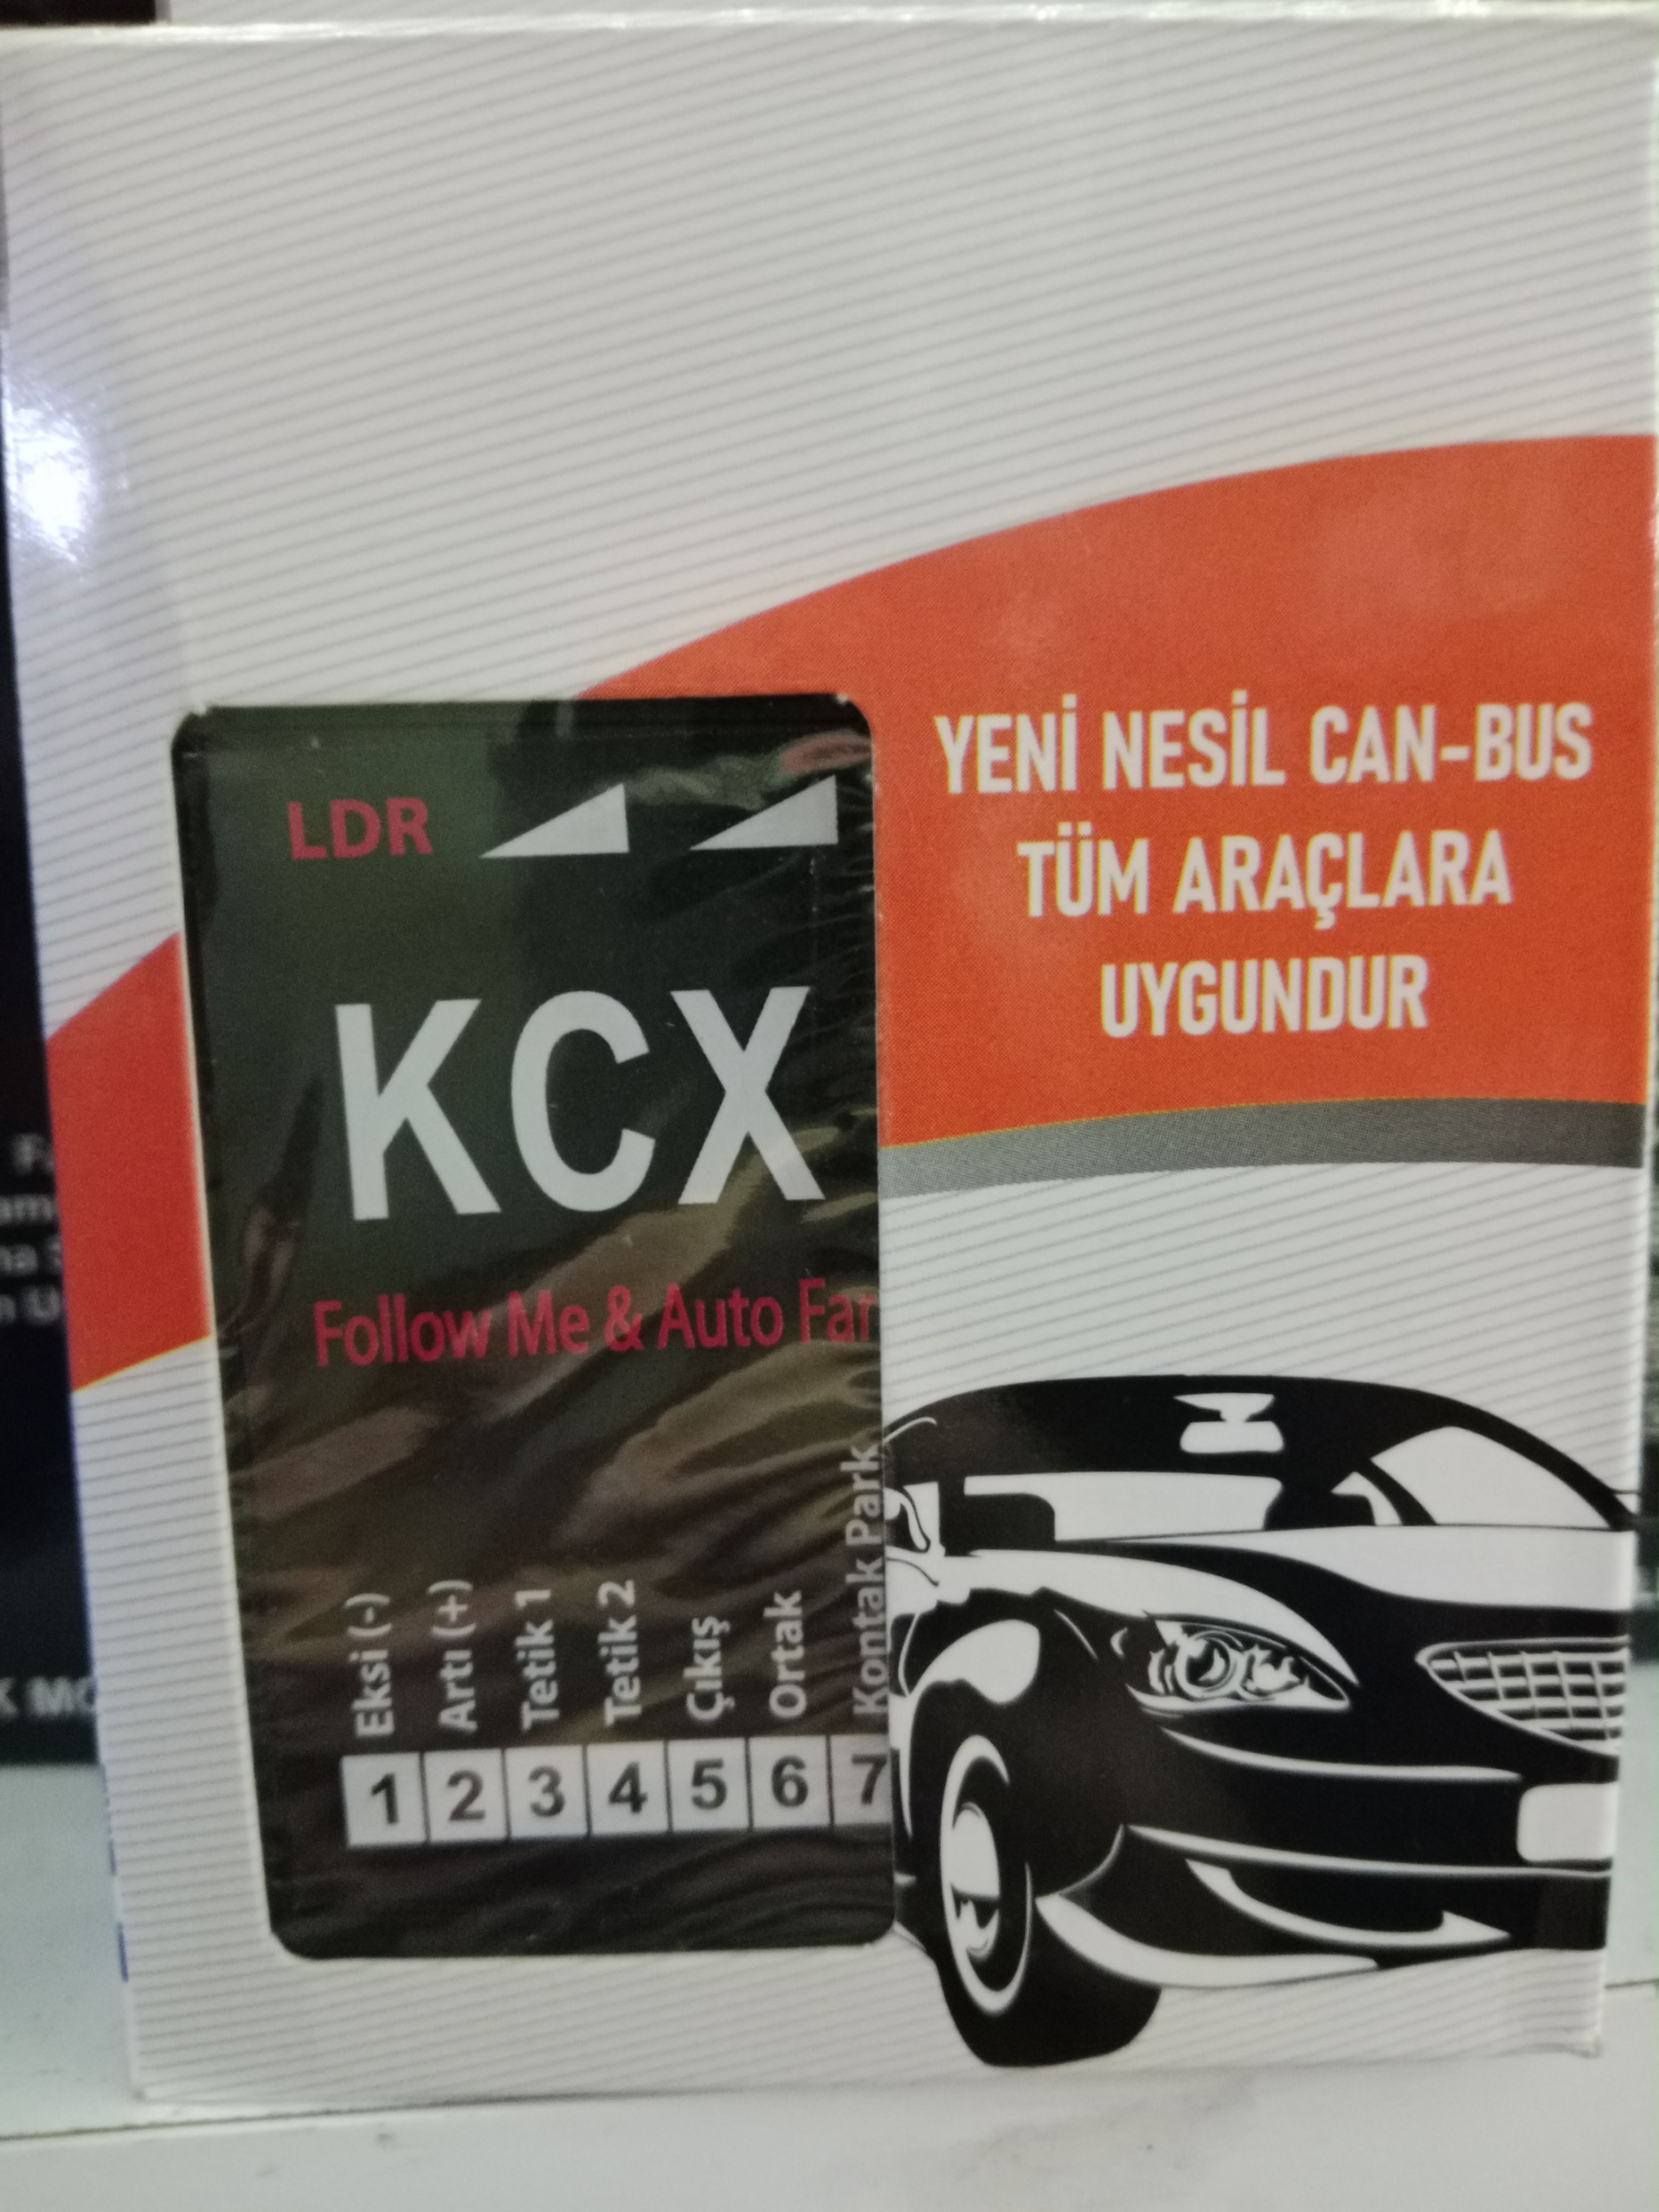 YENİ NESİL CAN-BUS
TÜM ARAÇLARA
UYGUNDUR
LDR
KCX
Follow Me & Auto Far
Eksi (-)
Artı (+)
Tetik 1
Tetik 2
Çıkış
Ortak
Kontak Park
1 2 3 4 5 6 7